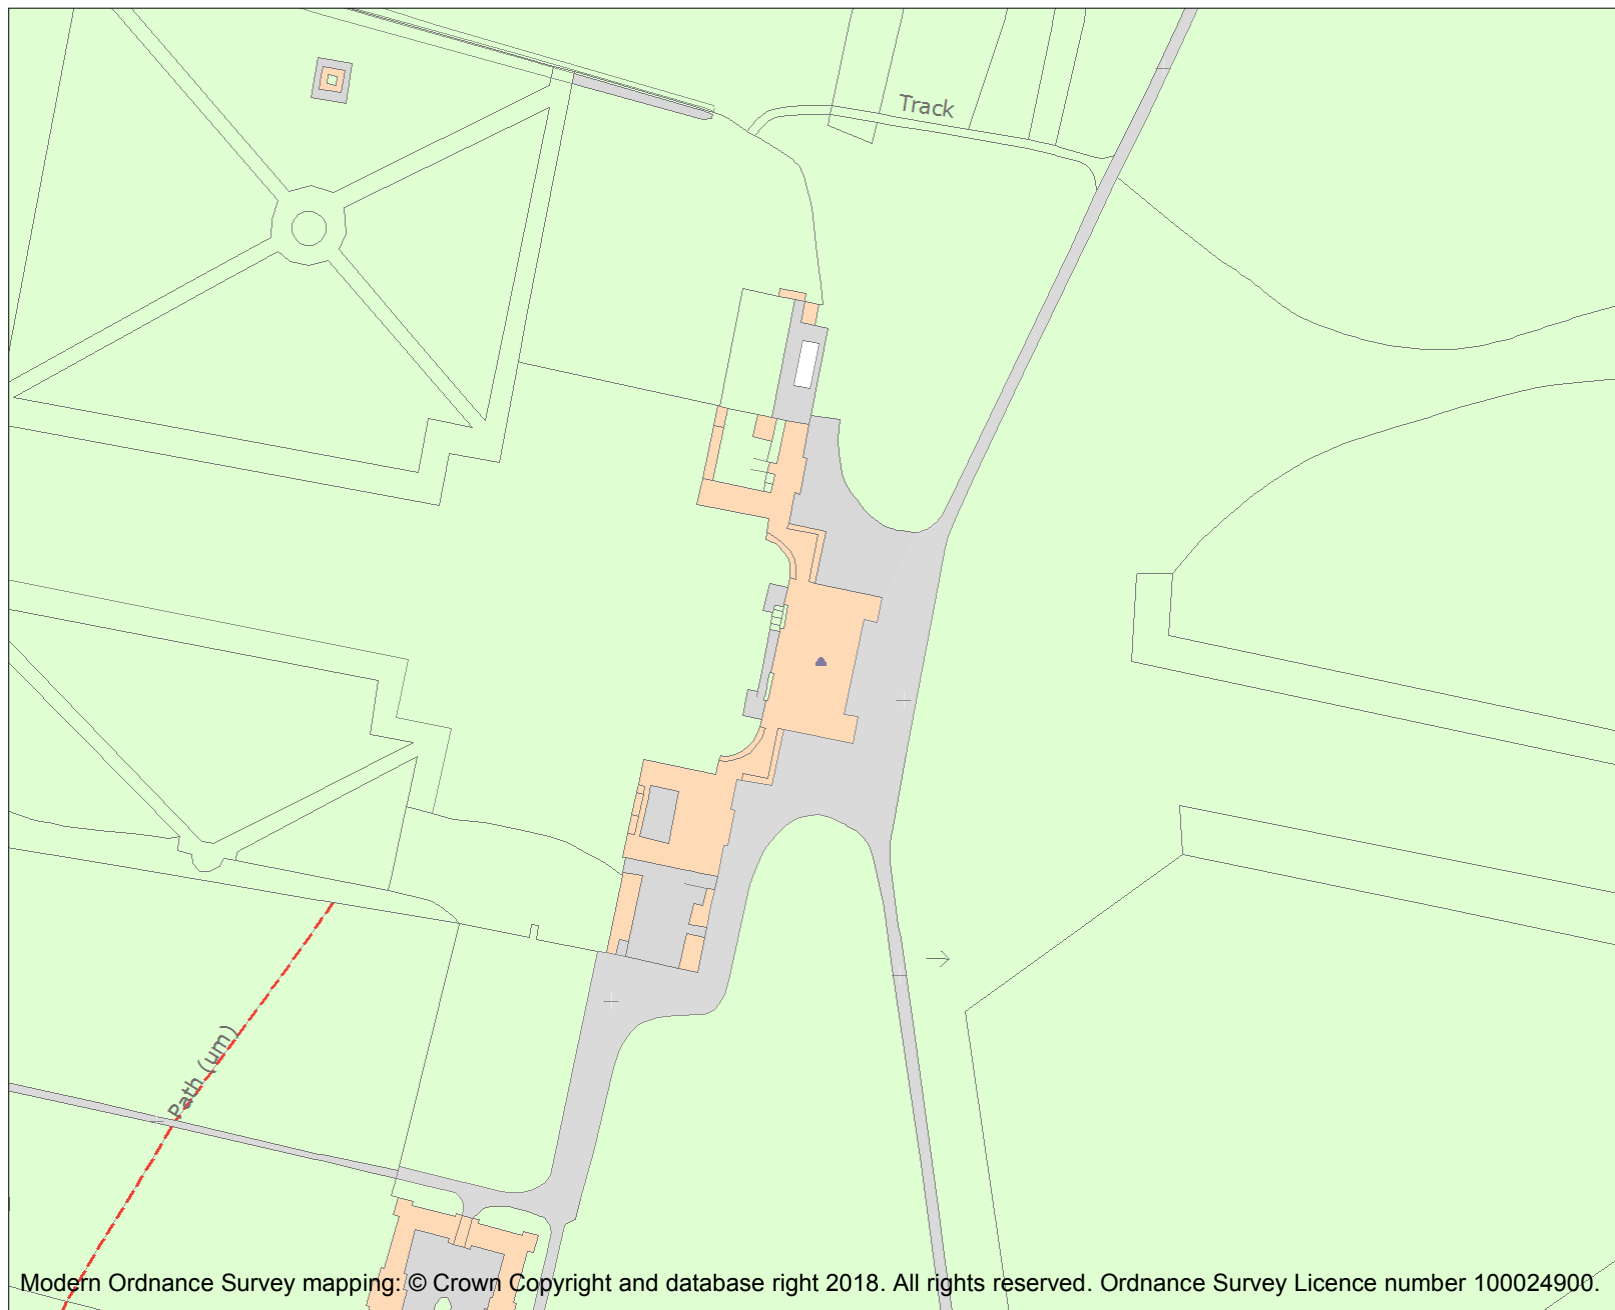 Track
Path (um)
Modern Ordnance Survey mapping: © Crown Copyright and database right 2018. All rights reserved. Ordnance Survey Licence number 100024900.